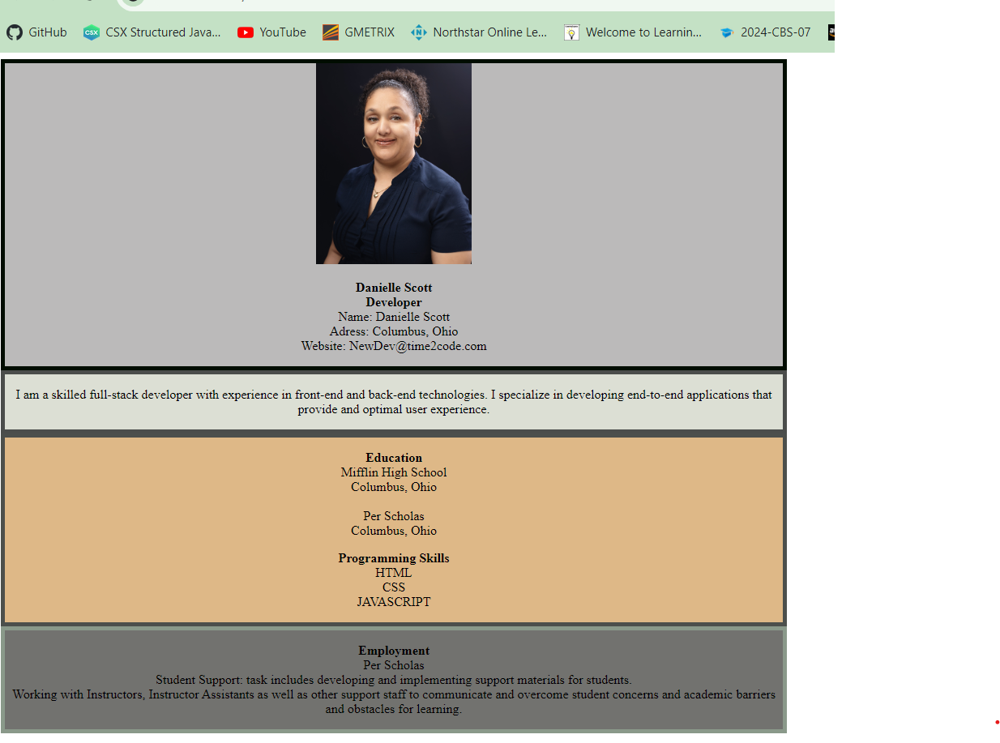 GitHub
CSX
CSX Structured Java...
YouTube
GMETRIX
N
Northstar Online Le...
Welcome to Learnin...
2024-CBS-07
Danielle Scott
Developer
Name: Danielle Scott
Adress: Columbus, Ohio
Website: NewDev@time2code.com
I am a skilled full-stack developer with experience in front-end and back-end technologies. I specialize in developing end-to-end applications that
provide and optimal user experience.
Education
Mifflin High School
Columbus, Ohio
Per Scholas
Columbus, Ohio
Programming Skills
HTML
CSS
JAVASCRIPT
Employment
Per Scholas
Student Support: task includes developing and implementing support materials for students.
Working with Instructors, Instructor Assistants as well as other support staff to communicate and overcome student concerns and academic barriers
and obstacles for learning.